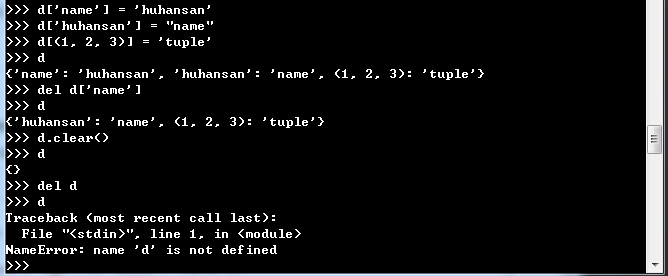 >>> d['name'] = 'huhansan'
>>> d['huhansan'] = "name"
>>> d[(1, 2, 3)] = 'tuple'
>>> d
{'name': 'huhansan', 'huhansan': 'name', (1, 2, 3): 'tuple'}
>>> del d['name']
>>> d
{'huhansan': 'name', (1, 2, 3): 'tuple'}
>>> d.clear()
>>> d
{}
>>> del d
>>> d
Traceback (most recent call last):
  File "<stdin>", line 1, in <module>
NameError: name 'd' is not defined
>>>